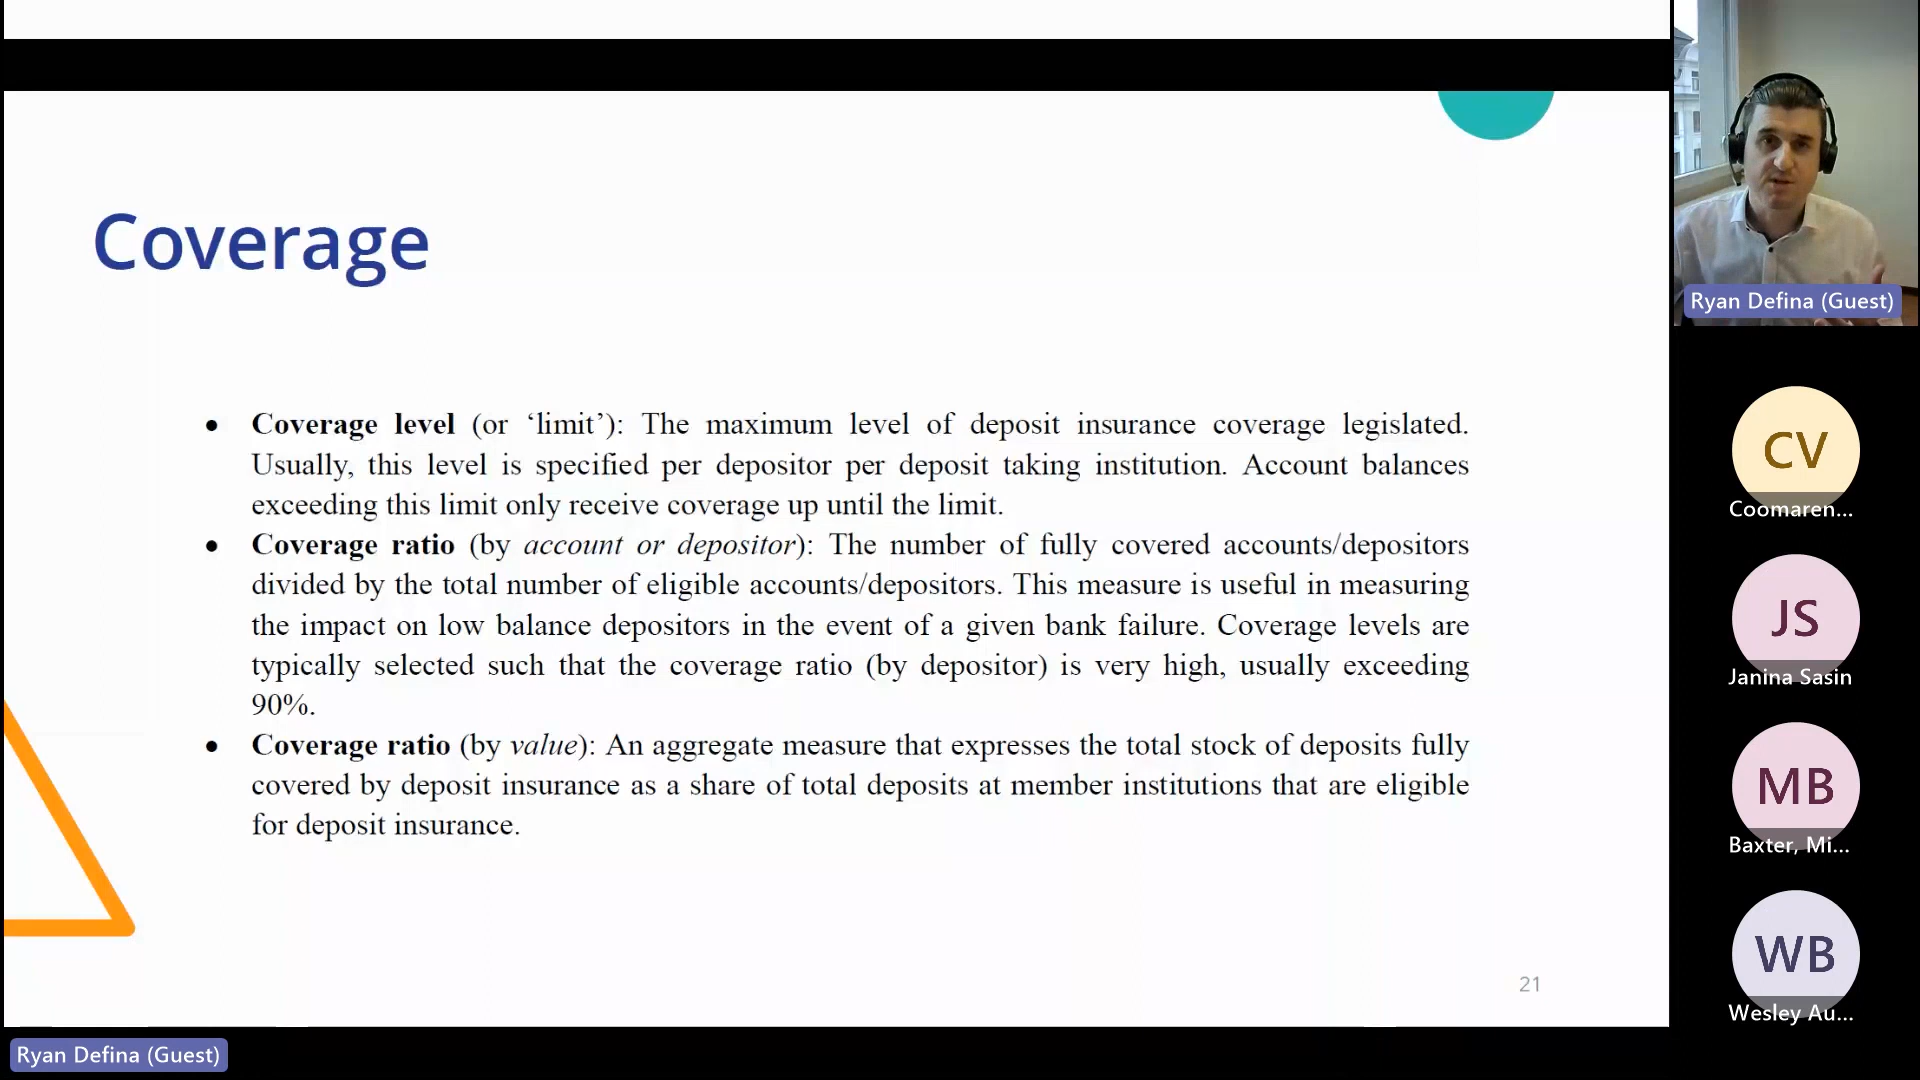 Coverage
• Coverage level (or ‘limit’): The maximum level of deposit insurance coverage legislated.
Usually, this level is specified per depositor per deposit taking institution. Account balances
exceeding this limit only receive coverage up until the limit.
• Coverage ratio (by account or depositor): The number of fully covered accounts/depositors
divided by the total number of eligible accounts/depositors. This measure is useful in measuring
the impact on low balance depositors in the event of a given bank failure. Coverage levels are
typically selected such that the coverage ratio (by depositor) is very high, usually exceeding
90%.
• Coverage ratio (by value): An aggregate measure that expresses the total stock of deposits fully
covered by deposit insurance as a share of total deposits at member institutions that are eligible
for deposit insurance.
21
Ryan Defina (Guest)
Ryan Defina (Guest)
CV
Coomaren...
JS
Janina Sasin
MB
Baxter, Mi...
WB
Wesley Au...